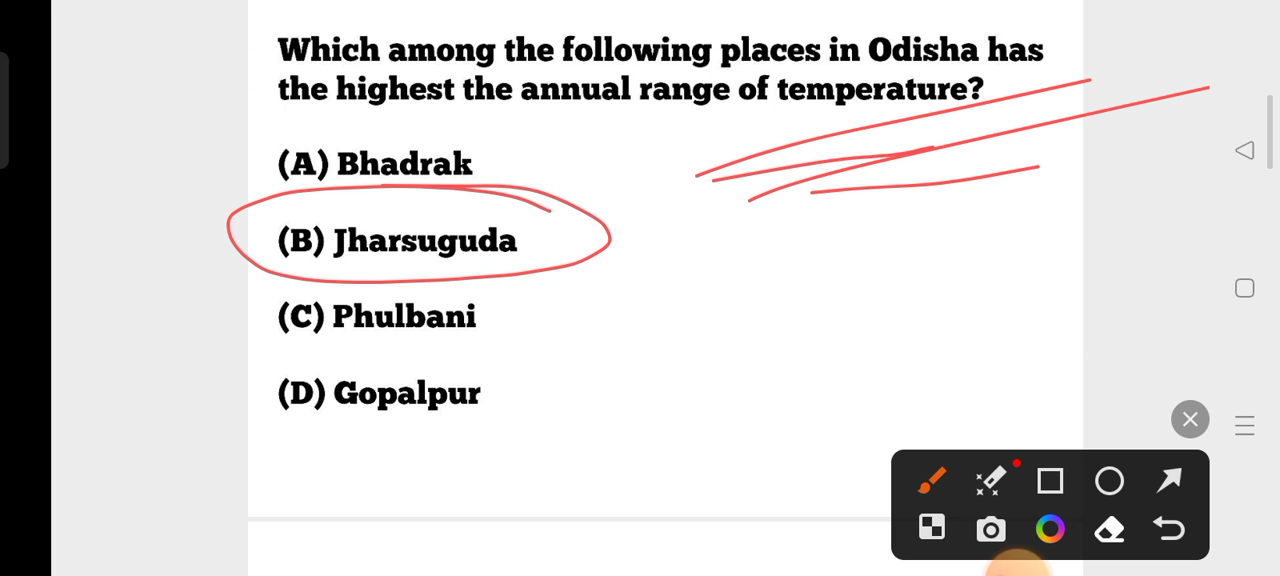 Which among the following places in Odisha has
the highest the annual range of temperature?
(A) Bhadrak
(B) Jharsuguda
(C) Phulbani
(D) Gopalpur